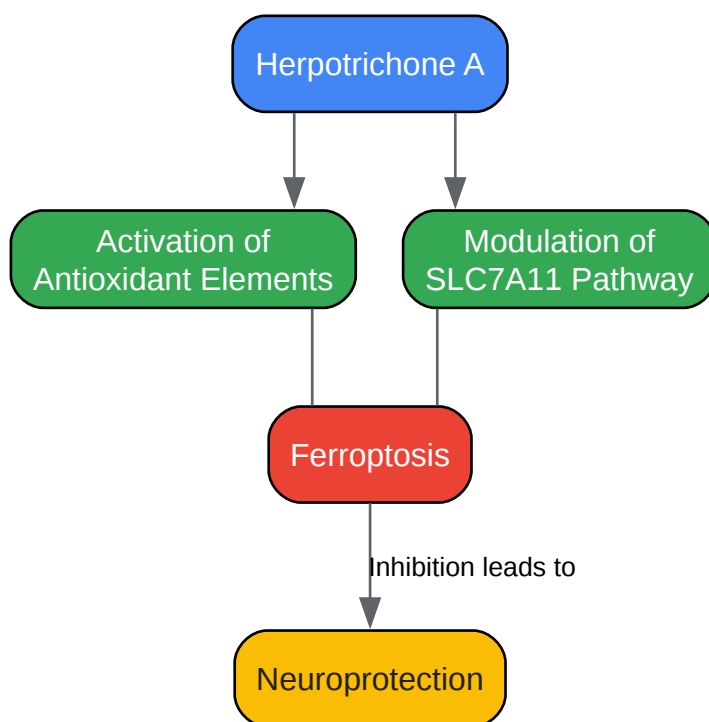 Herpotrichone A
Activation of
Antioxidant Elements
Modulation of
SLC7A11 Pathway
Ferroptosis
Inhibition leads to
Neuroprotection